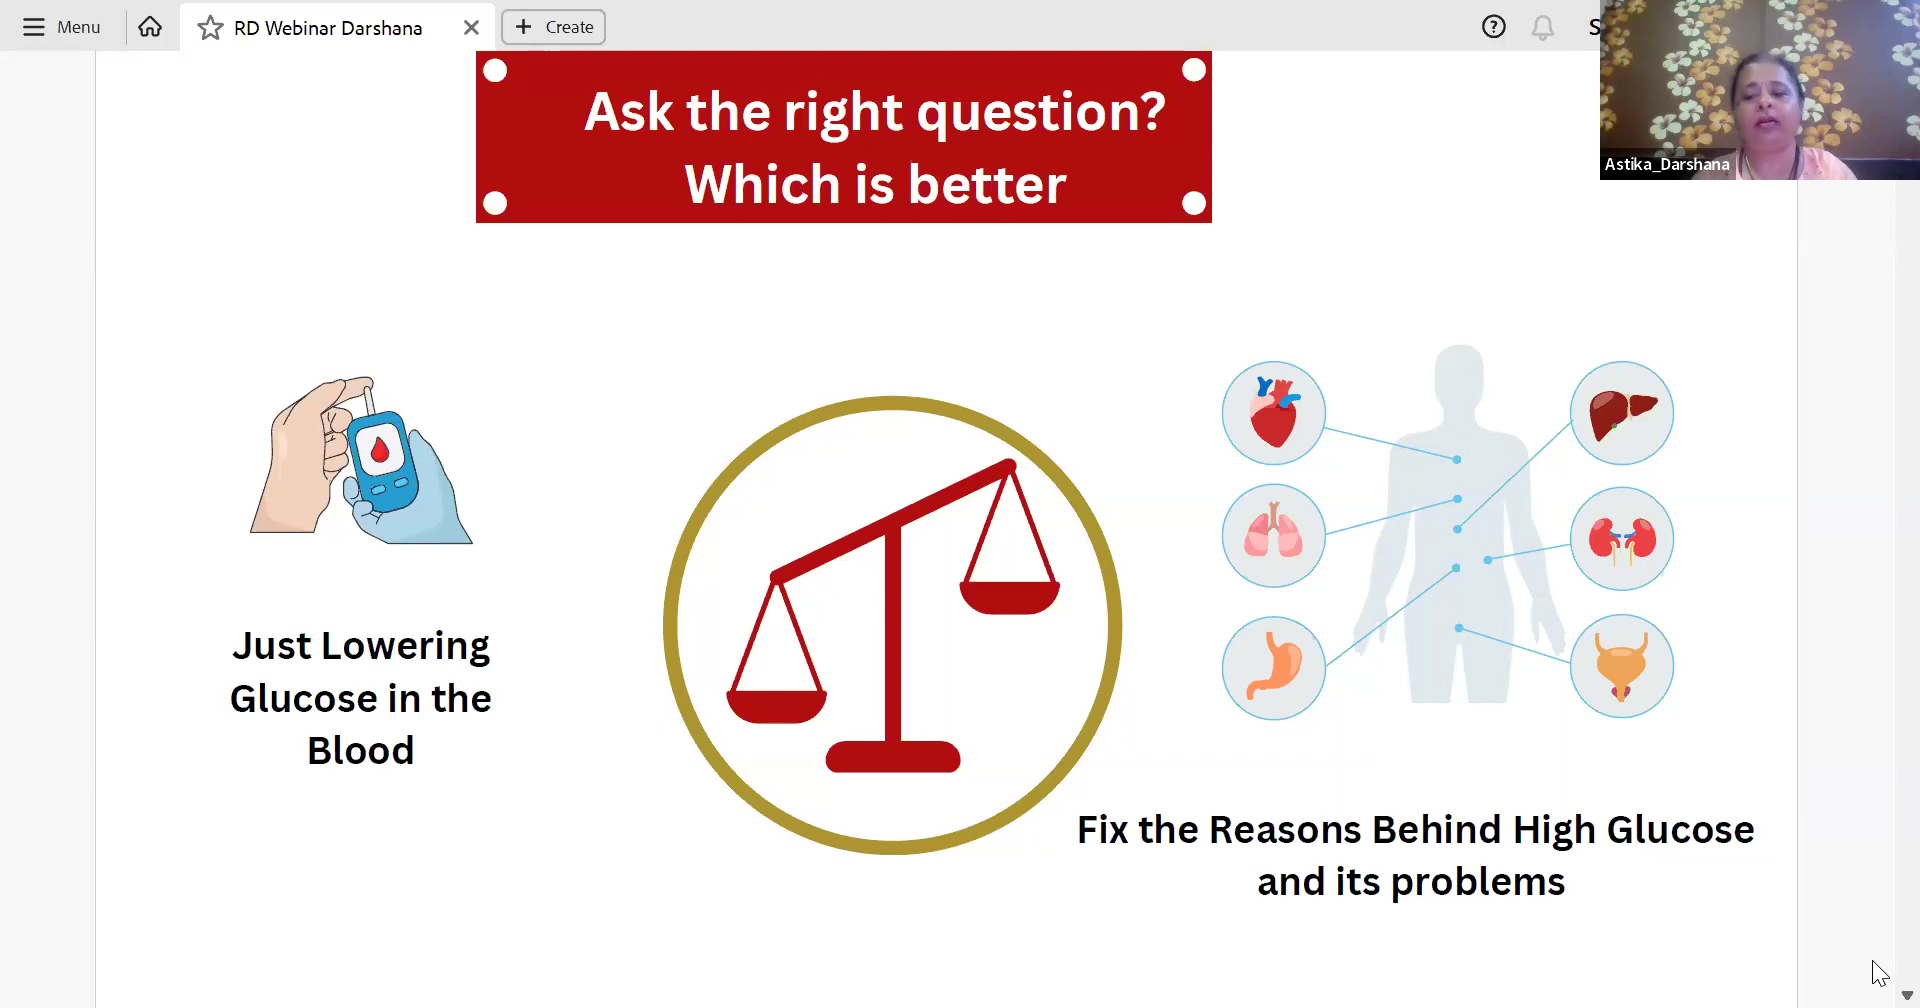 Menu
RD Webinar Darshana
Create
S
Astika_Darshana
Ask the right question?
Which is better
Just Lowering
Glucose in the
Blood
Fix the Reasons Behind High Glucose
and its problems